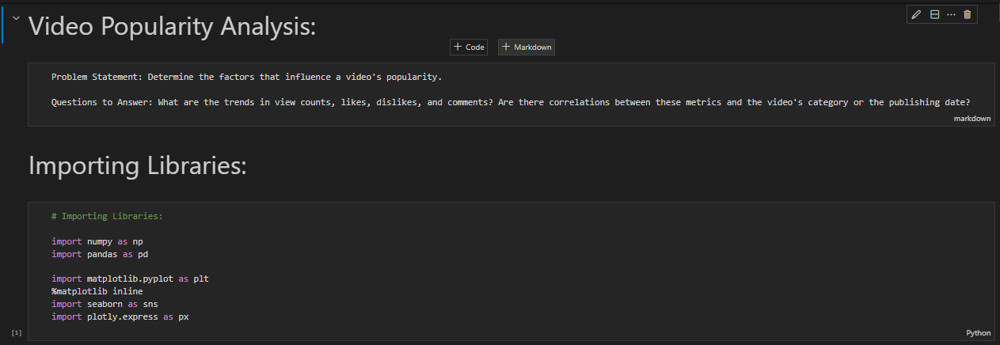 Video Popularity Analysis:
+ Code + Markdown
Problem Statement: Determine the factors that influence a video's popularity.
Questions to Answer: What are the trends in view counts, likes, dislikes, and comments? Are there correlations between these metrics and the video's category or the publishing date?
markdown
Importing Libraries:
# Importing Libraries:
import numpy as np
import pandas as pd
import matplotlib.pyplot as plt
%matplotlib inline
import seaborn as sns
import plotly.express as px
[1]
Python